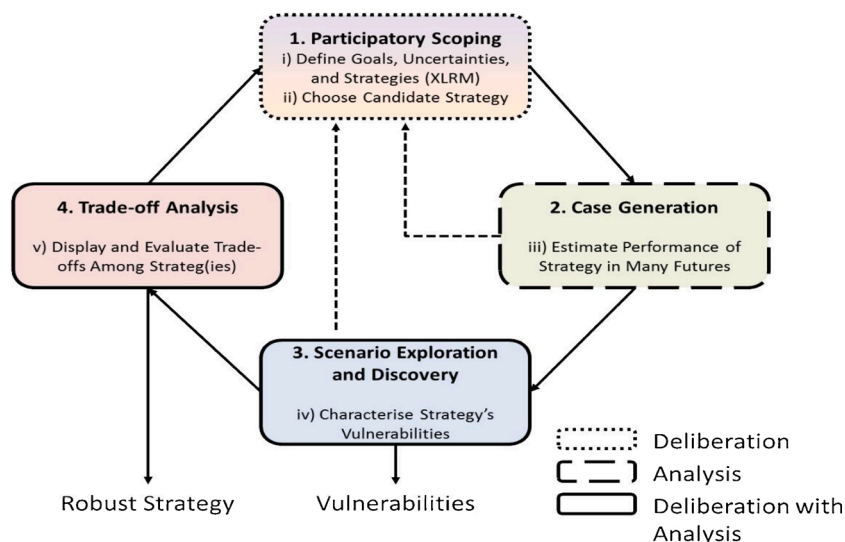 1. Participatory Scoping
i) Define Goals, Uncertainties,
and Strategies (XLRM)
ii) Choose Candidate Strategy
4. Trade-off Analysis
v) Display and Evaluate Trade-
offs Among Strateg(ies)
2. Case Generation
iii) Estimate Performance of
Strategy in Many Futures
3. Scenario Exploration
and Discovery
iv) Characterise Strategy's
Vulnerabilities
Robust Strategy
Vulnerabilities
Deliberation
Analysis
Deliberation with
Analysis